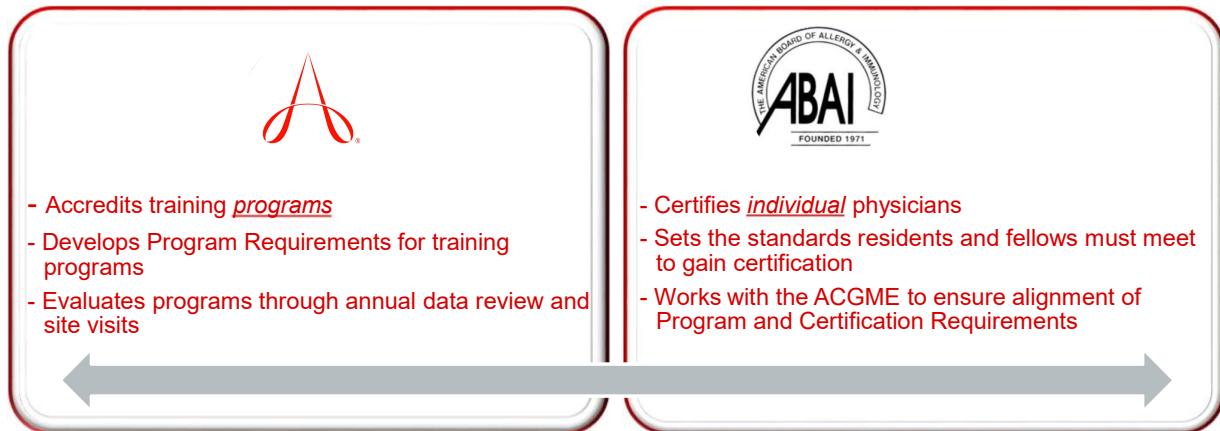 - Accredits training programs
- Develops Program Requirements for training
programs
- Evaluates programs through annual data review and
site visits
THE AMERICAN BOARD OF ALLERGY & IMMUNOLOGY
ABAI
FOUNDED 1971
- Certifies individual physicians
- Sets the standards residents and fellows must meet
to gain certification
- Works with the ACGME to ensure alignment of
Program and Certification Requirements